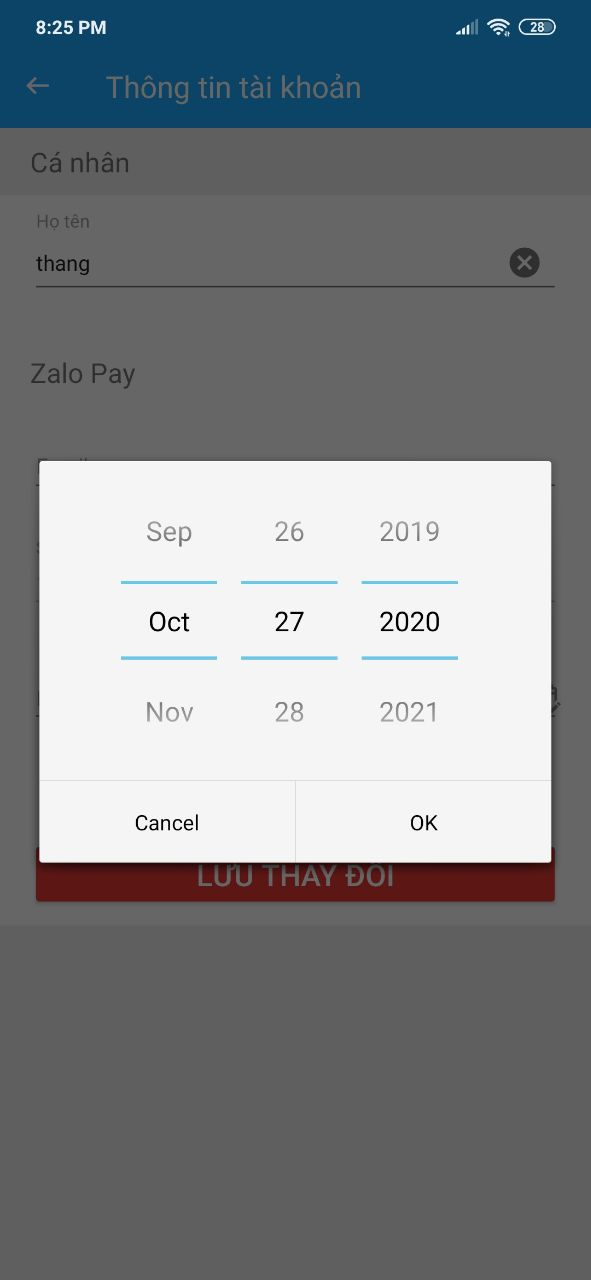 8:25 PM
28
Thông tin tài khoản
Cá nhân
Họ tên
thang
Zalo Pay
Sep 26 2019
Oct 27 2020
Nov 28 2021
Cancel OK
LƯU THAY ĐỔI